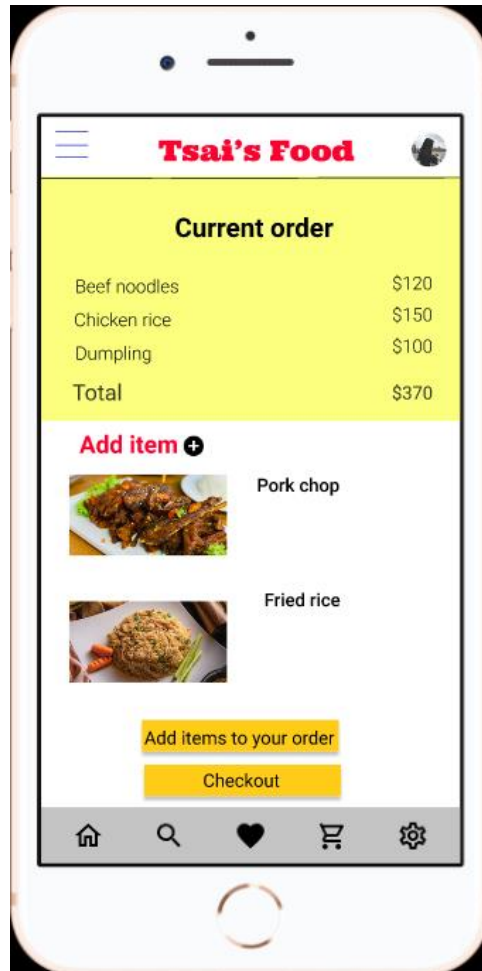 Tsai's Food
Current order
Beef noodles $120
Chicken rice $150
Dumpling $100
Total $370
Add item
Pork chop
Fried rice
Add items to your order
Checkout